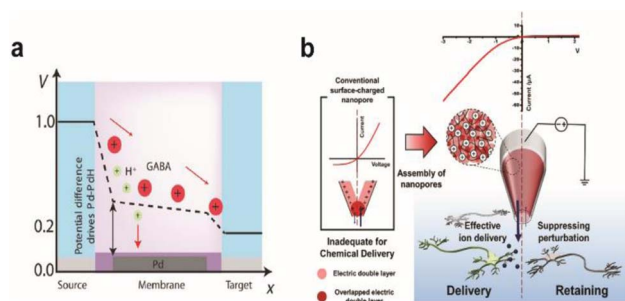 a
V
1.0
0.2
0.0
Potential difference
drives Pd-PdH
H+
GABA
Pd
Source
Membrane
Target
X
b
Conventional
surface-charged
nanopore
Current
Voltage
Inadequate for
Chemical Delivery
Electric double layer
Overlapped electric
double layer
Assembly of
nanopores
V
Current /μA
Effective
ion delivery
Suppressing
perturbation
Delivery
Retaining